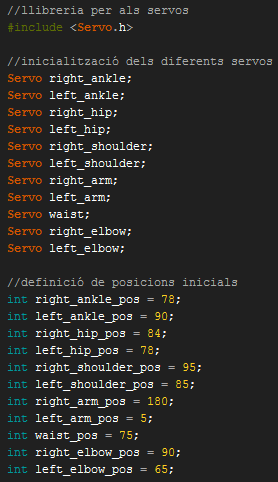 //llibreria per als servos
#include <Servo.h>
//inicialització dels diferents servos
Servo right_ankle;
Servo left_ankle;
Servo right_hip;
Servo left_hip;
Servo right_shoulder;
Servo left_shoulder;
Servo right_arm;
Servo left_arm;
Servo waist;
Servo right_elbow;
Servo left_elbow;
//definició de posicions inicials
int right_ankle_pos = 78;
int left_ankle_pos = 90;
int right_hip_pos = 84;
int left_hip_pos = 78;
int right_shoulder_pos = 95;
int left_shoulder_pos = 85;
int right_arm_pos = 180;
int left_arm_pos = 5;
int waist_pos = 75;
int right_elbow_pos = 90;
int left_elbow_pos = 65;